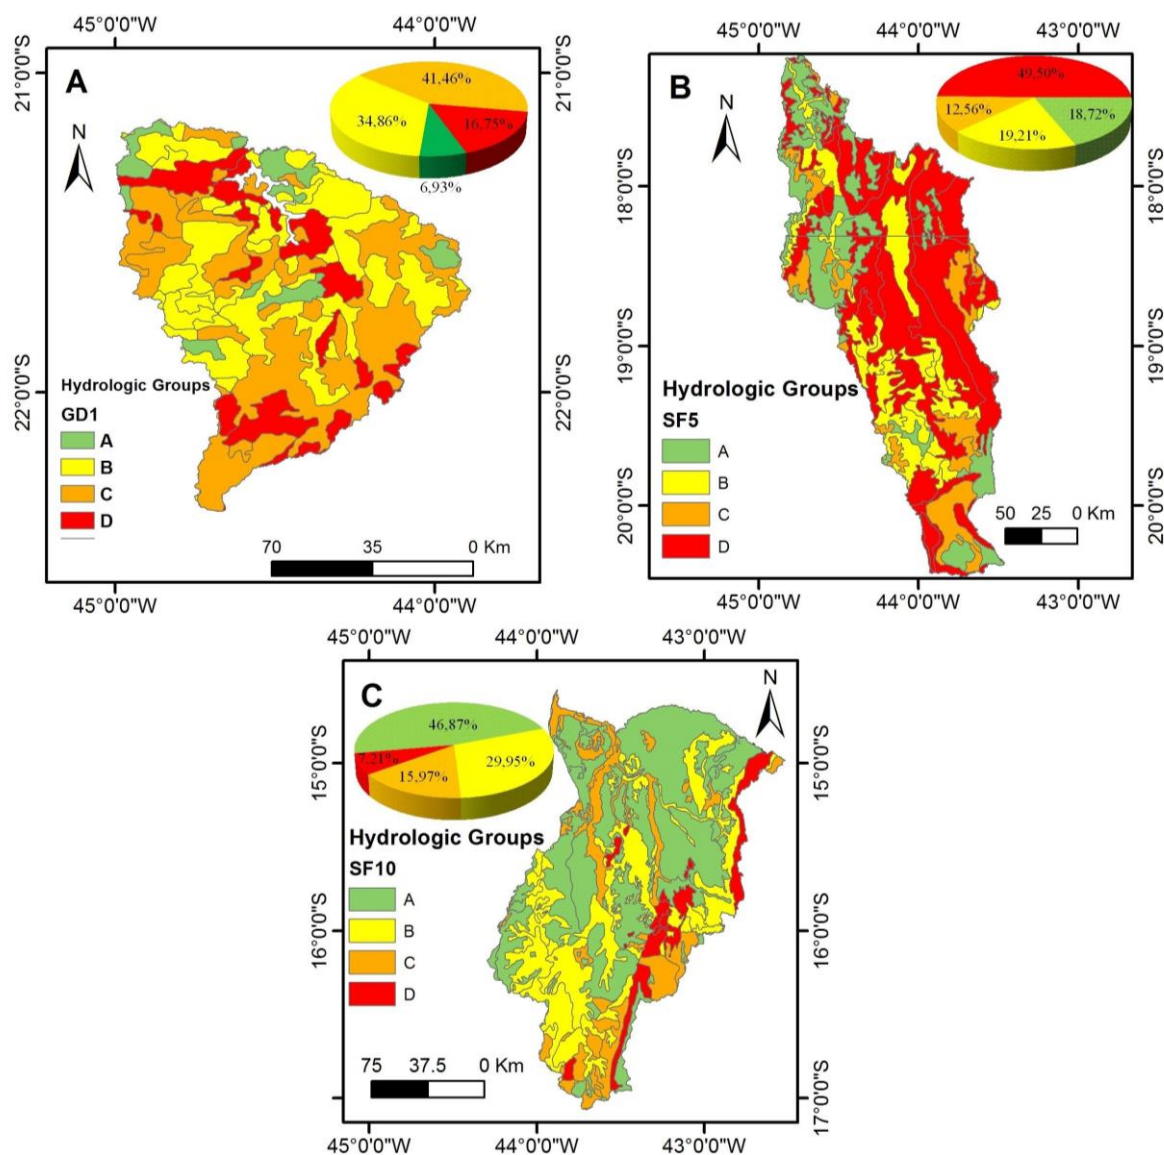 45°0'0"W 44°0'0"W
21°0'0"S
A
41,46%
34,86%
16,75%
6,93%
N
22°0'0"S
Hydrologic Groups
GD1
A
B
C
D
70 35 0 Km
45°0'0"W 44°0'0"W
21°0'0"S
22°0'0"S
45°0'0"W 44°0'0"W 43°0'0"W
B
49,50%
12,56%
18,72%
19,21%
N
18°0'0"S
19°0'0"S
20°0'0"S
Hydrologic Groups
SF5
A
B
C
D
50 25 0 Km
18°0'0"S
19°0'0"S
20°0'0"S
45°0'0"W 44°0'0"W 43°0'0"W
45°0'0"W 44°0'0"W 43°0'0"W
C
N
46,87%
7,21%
29,95%
15,97%
15°0'0"S
16°0'0"S
Hydrologic Groups
SF10
A
B
C
D
75 37.5 0 Km
15°0'0"S
16°0'0"S
17°0'0"S
45°0'0"W 44°0'0"W 43°0'0"W